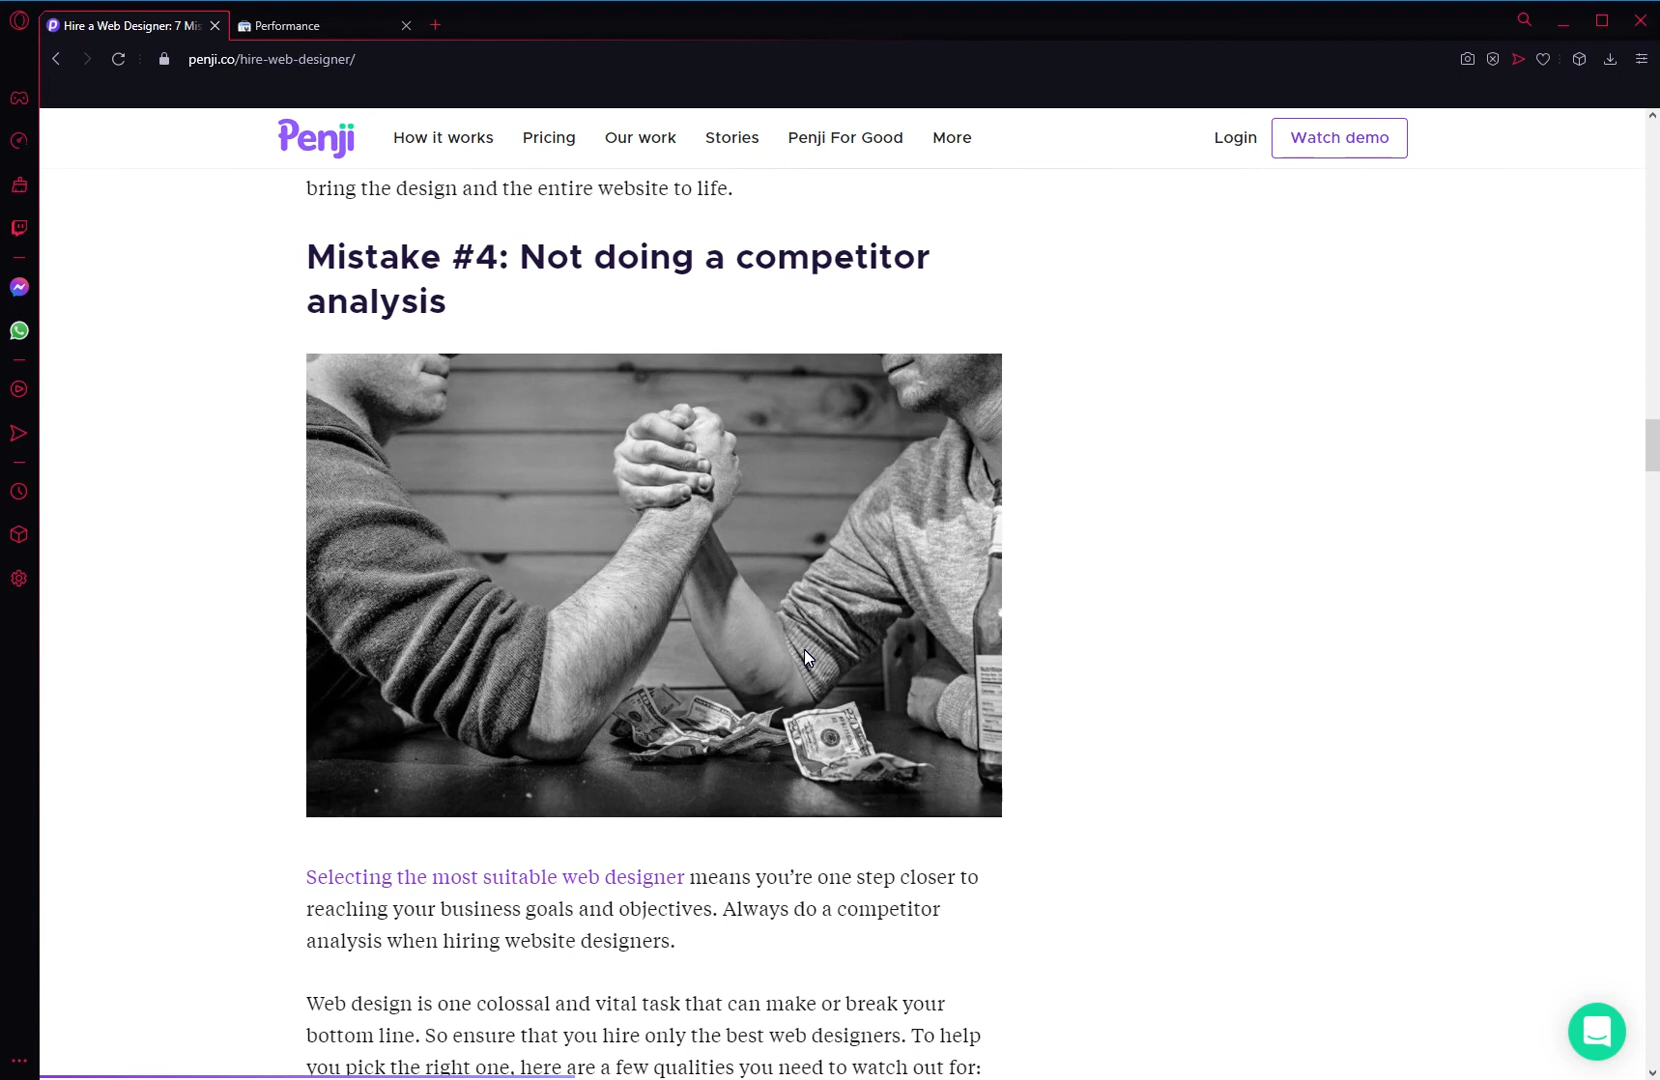 Hire a Web Designer: 7 Mis
Performance
penji.co/hire-web-designer/
Penji
How it works
Pricing
Our work
Stories
Penji For Good
More
Login
Watch demo
bring the design and the entire website to life.
Mistake #4: Not doing a competitor
analysis
Selecting the most suitable web designer means you’re one step closer to
reaching your business goals and objectives. Always do a competitor
analysis when hiring website designers.
Web design is one colossal and vital task that can make or break your
bottom line. So ensure that you hire only the best web designers. To help
you pick the right one, here are a few qualities you need to watch out for: